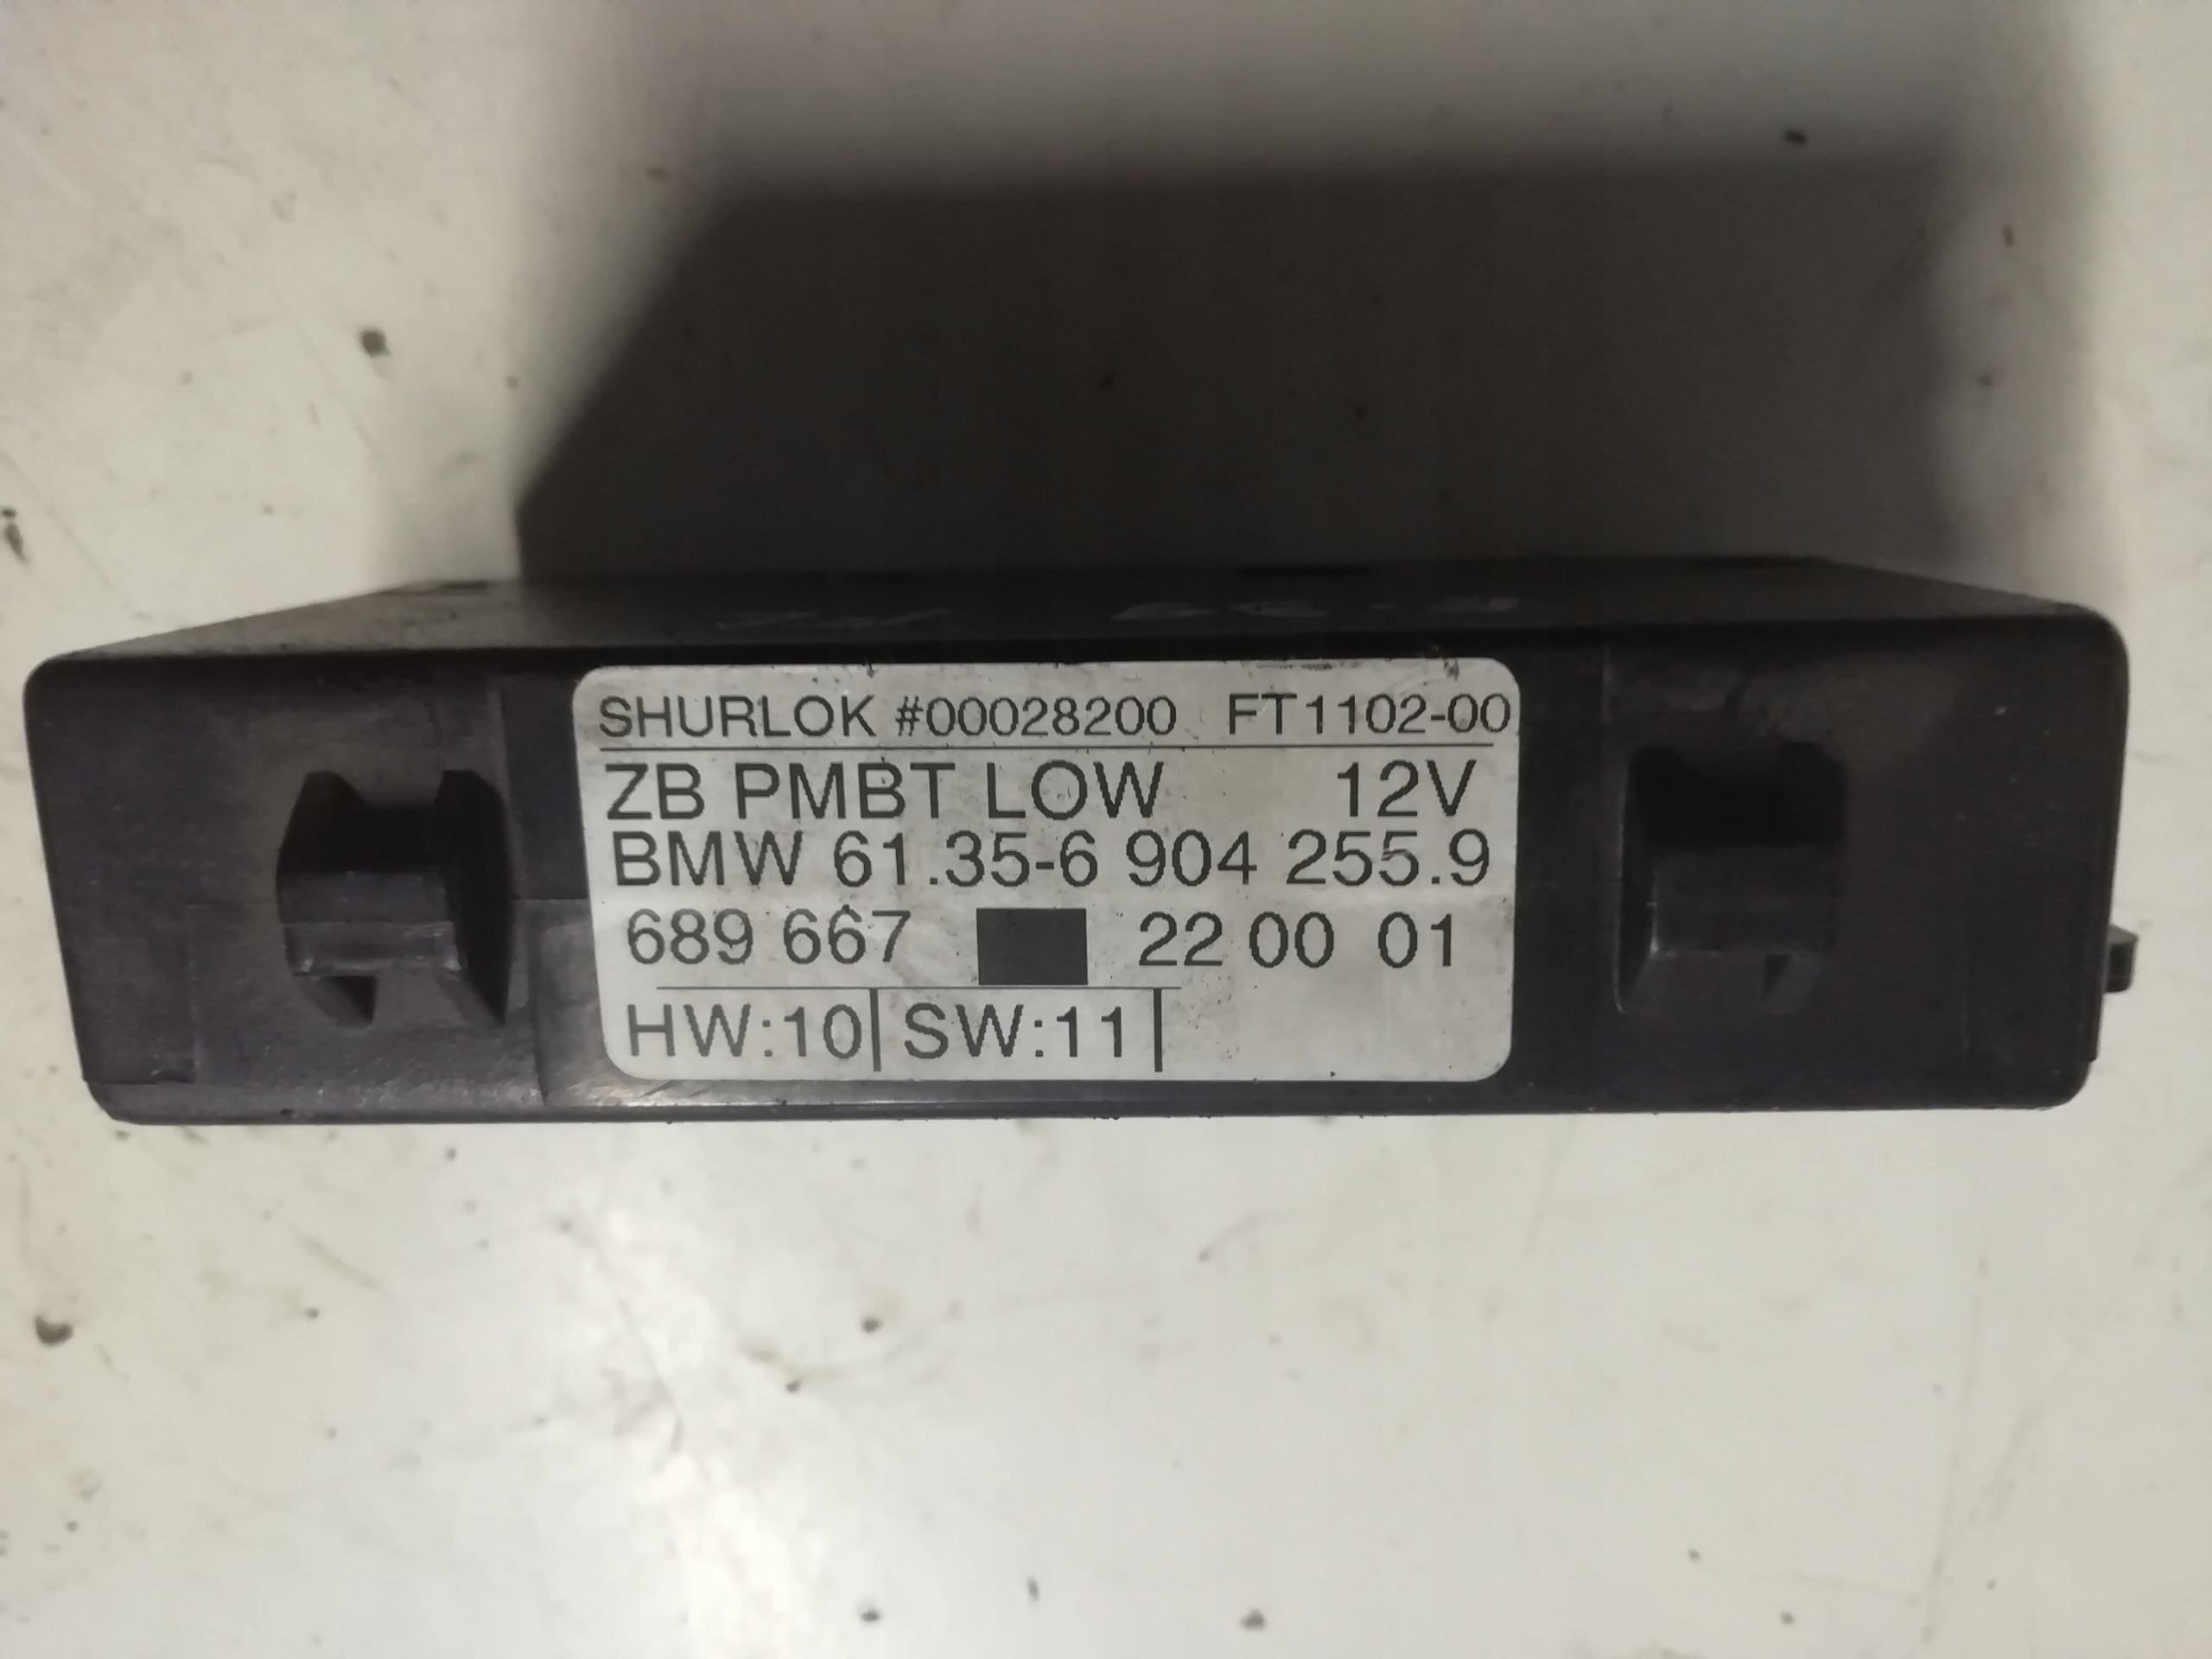 SHURLOK #00028200 FT1102-00
ZB PMBT LOW 12V
BMW 61.35-6 904 255.9
689 667 22 00 01
HW:10 SW:11